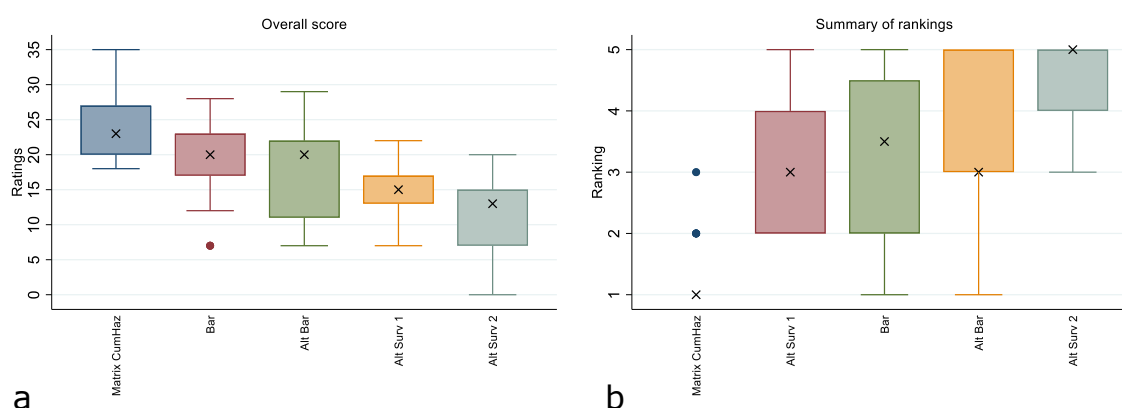 Overall score
Ratings
35
30
25
20
15
10
5
0
Matrix CumHaz
Bar
Alt Bar
Alt Surv 1
Alt Surv 2
a
Summary of rankings
Ranking
5
4
3
2
1
Matrix CumHaz
Alt Surv 1
Bar
Alt Bar
Alt Surv 2
b